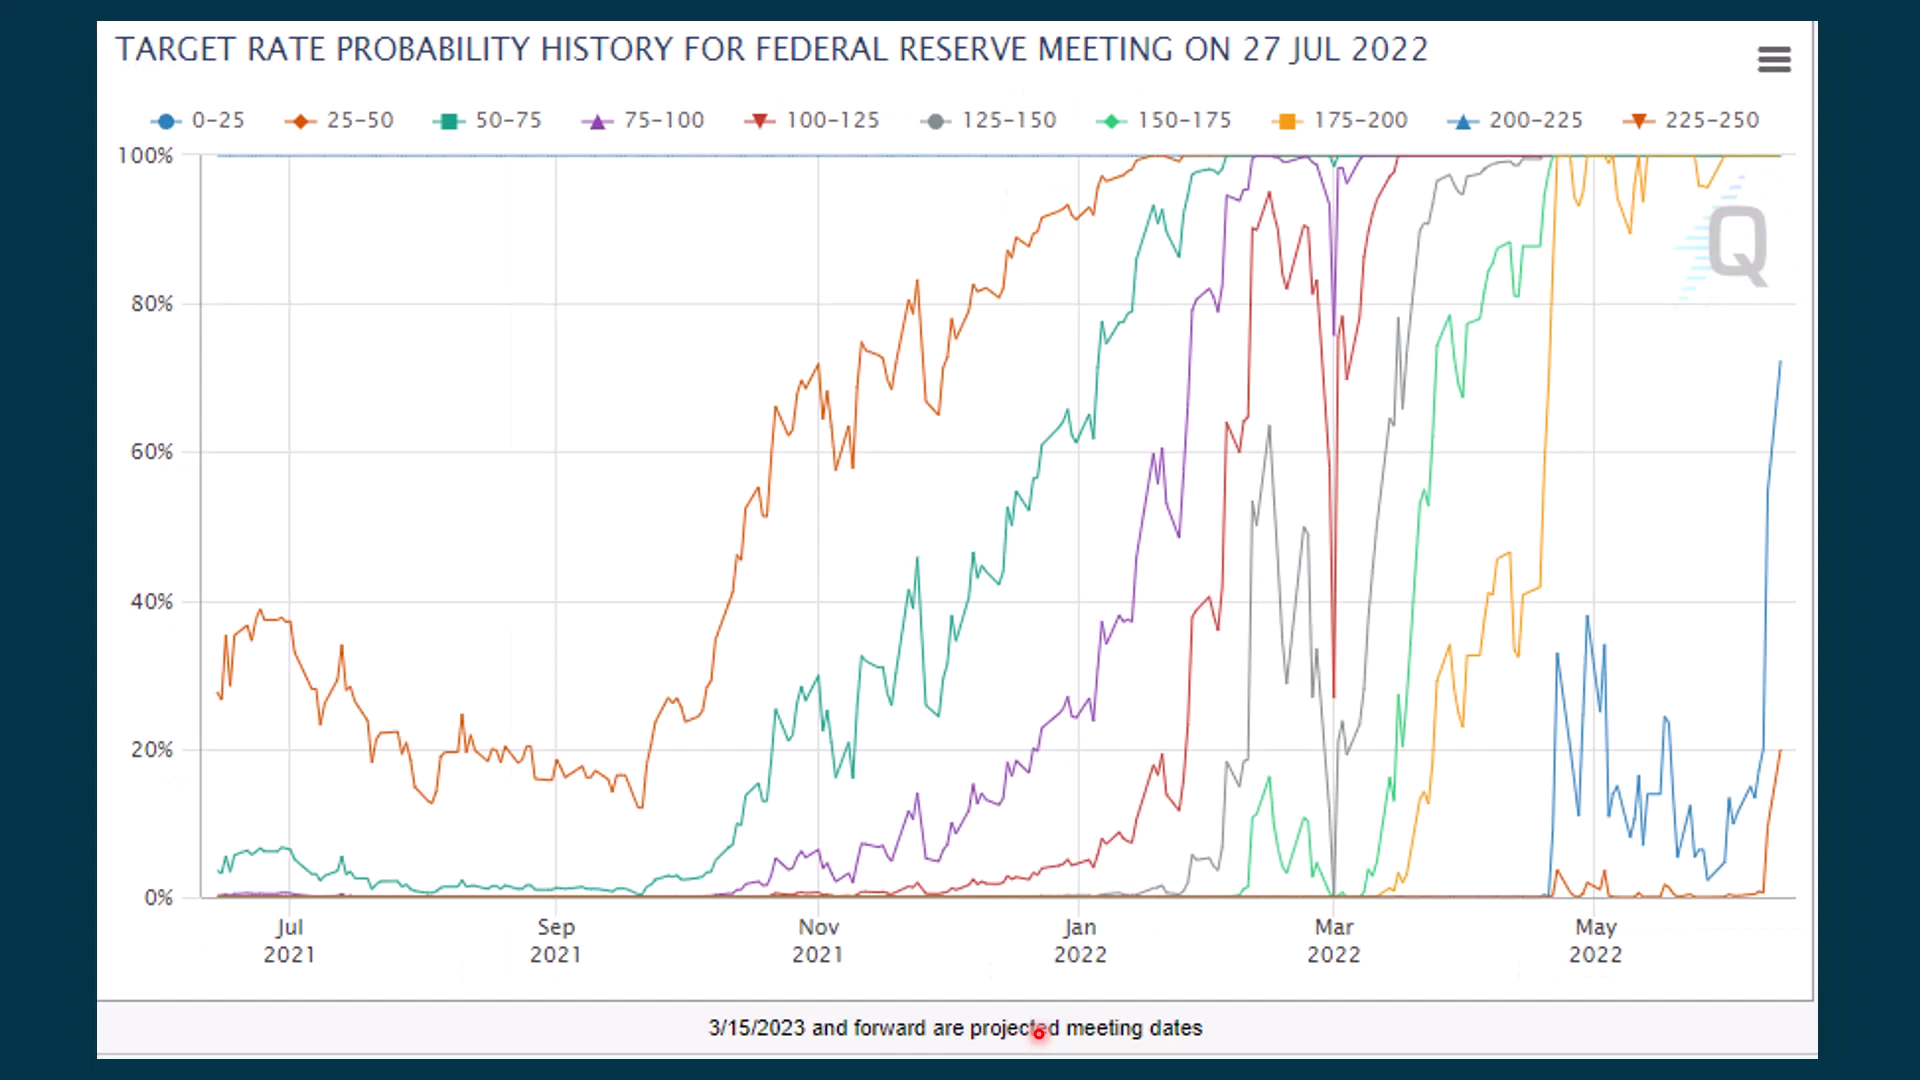 TARGET RATE PROBABILITY HISTORY FOR FEDERAL RESERVE MEETING ON 27 JUL 2022
0-25 25-50 50-75 75-100 100-125 125-150 150-175 175-200 200-225 225-250
100%
80%
60%
40%
20%
0%
Jul Sep Nov Jan Mar May
2021 2021 2021 2022 2022 2022
Q
3/15/2023 and forward are projected meeting dates